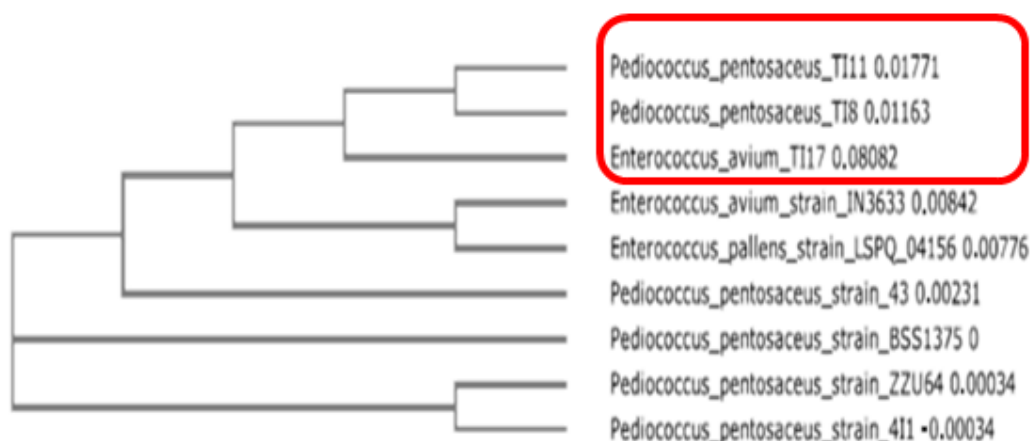 Pediococcus_pentosaceus_TI11 0.01771
Pediococcus_pentosaceus_TI8 0.01163
Enterococcus_avium_TI17 0.08082
Enterococcus_avium_strain_IN3633 0.00842
Enterococcus_pallens_strain_LSPQ_04156 0.00776
Pediococcus_pentosaceus_strain_43 0.00231
Pediococcus_pentosaceus_strain_BSS1375 0
Pediococcus_pentosaceus_strain_ZZU64 0.00034
Pediococcus_pentosaceus_strain_4I1 -0.00034